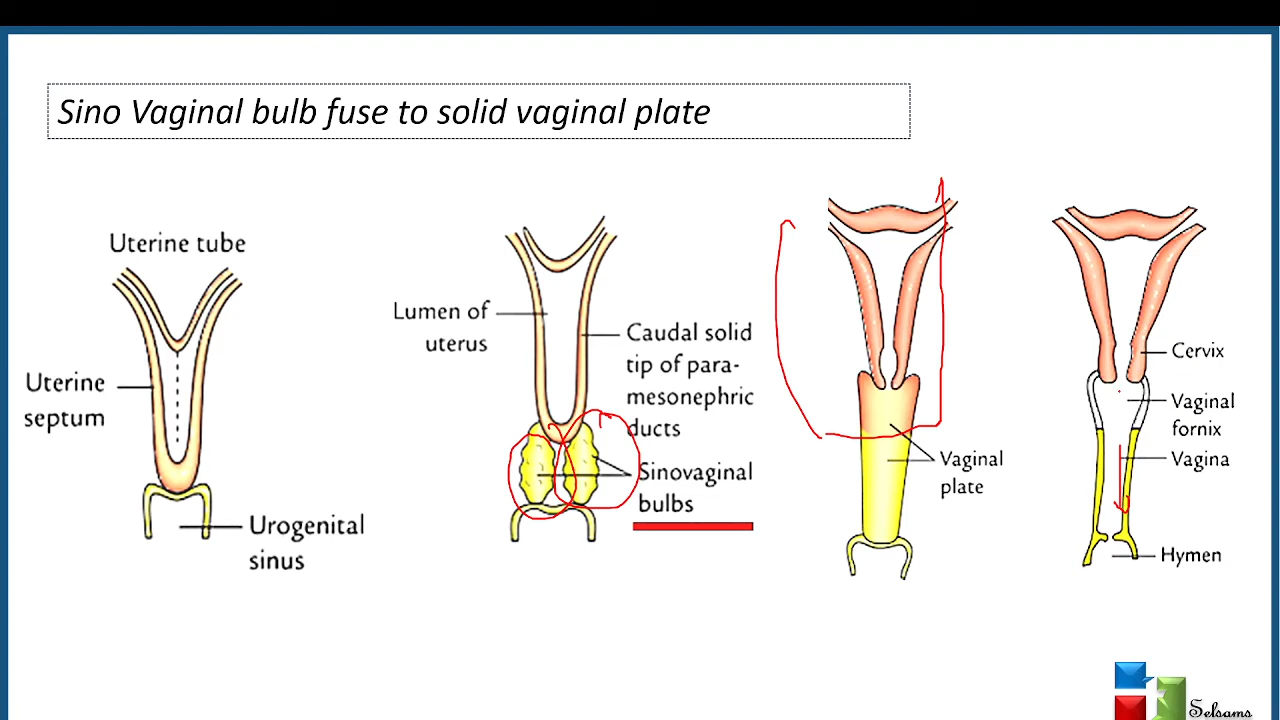 Sino Vaginal bulb fuse to solid vaginal plate
Uterine tube
Uterine
septum
Urogenital
sinus
Lumen of
uterus
Caudal solid
tip of para-
mesonephric
ducts
Sinovaginal
bulbs
Vaginal
plate
Cervix
Vaginal
fornix
Vagina
Hymen
Selsams